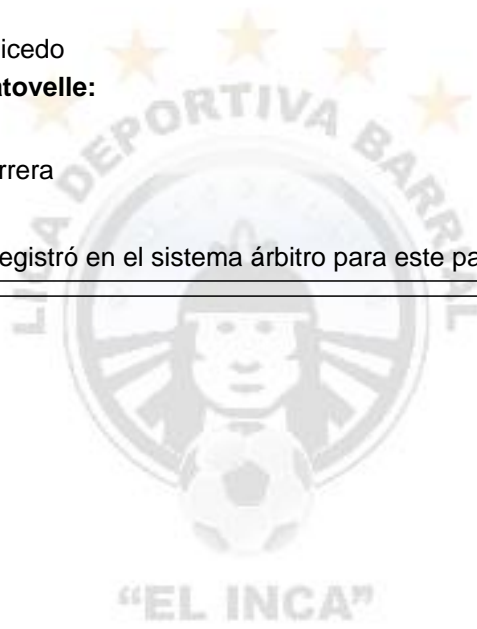 icedo
atovelle:
rrera
egistró en el sistema árbitro para este pa
LIGA DEPORTIVA BARRIAL
“EL INCA”